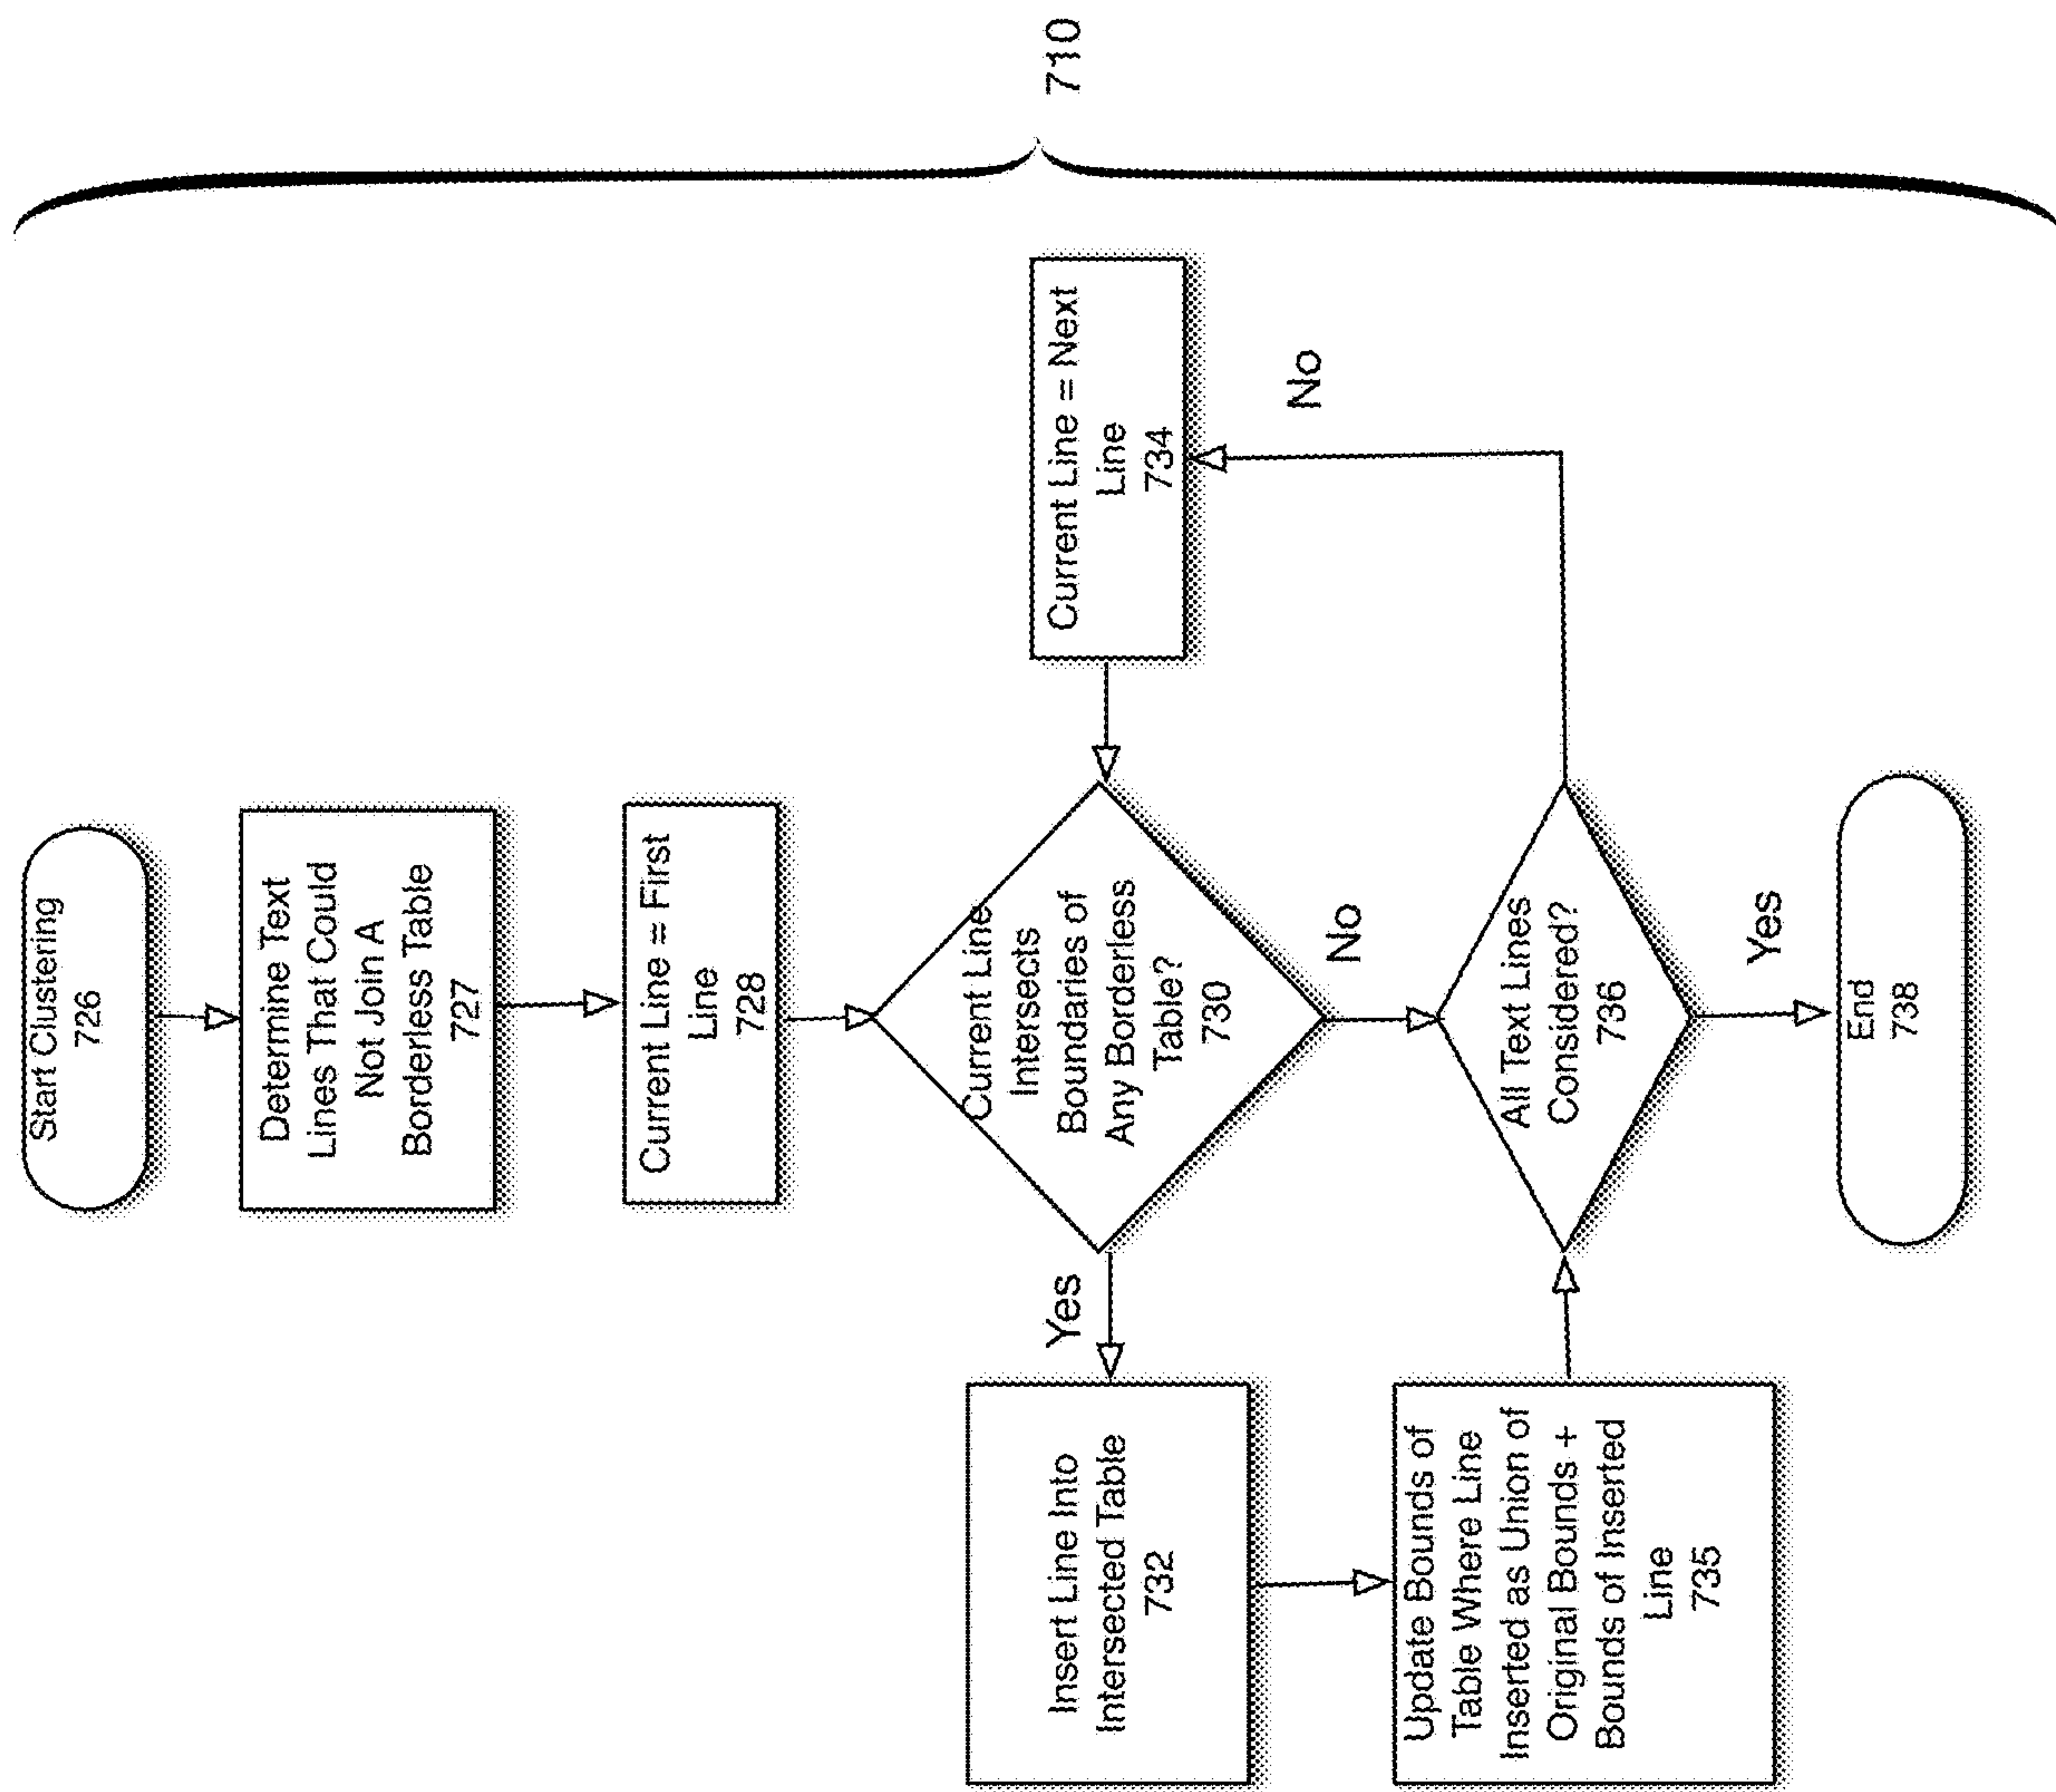 Start Clustering
726
Determine Text
Lines That Could
Not Join A
Borderless Table
727
Current Line = First
Line
728
Current Line
Intersects
Boundaries of
Any Borderless
Table?
730
Yes
No
Current Line = Next
Line
734
Insert Line Into
Intersected Table
732
Update Bounds of
Table Where Line
Inserted as Union of
Original Bounds +
Bounds of Inserted
Line
735
All Text Lines
Considered?
736
No
Yes
End
738
710